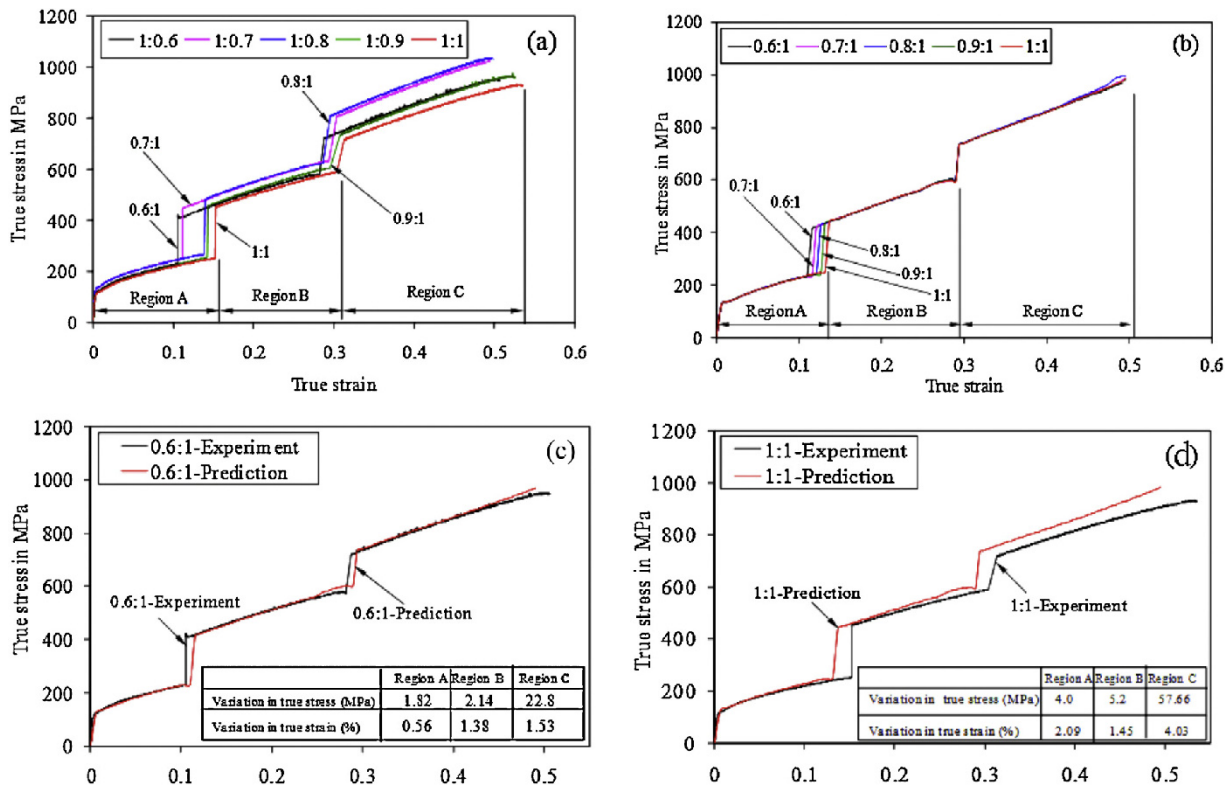 1200
1000
800
600
400
200
0
True stress in MPa
1:0.6 1:0.7 1:0.8 1:0.9 1:1
(a)
0.8:1
0.7:1
0.6:1
1:1
0.9:1
Region A
Region B
Region C
0 0.1 0.2 0.3 0.4 0.5 0.6
True strain
1200
1000
800
600
400
200
0
True stress in MPa
0.6:1 0.7:1 0.8:1 0.9:1 1:1
(b)
0.7:1
0.6:1
0.8:1
0.9:1
1:1
Region A
Region B
Region C
0 0.1 0.2 0.3 0.4 0.5 0.6
True strain
1200
1000
800
600
400
200
0
True stress in MPa
0.6:1-Experiment
0.6:1-Prediction
(c)
0.6:1-Experiment
0.6:1-Prediction
Region A Region B Region C
Variation in true stress (MPa) 1.82 2.14 22.8
Variation in true strain (%) 0.56 1.38 1.53
0 0.1 0.2 0.3 0.4 0.5
1200
1000
800
600
400
200
0
True stress in MPa
1:1-Experiment
1:1-Prediction
(d)
1:1-Prediction
1:1-Experiment
Region A Region B Region C
Variation in true stress (MPa) 4.0 5.2 57.66
Variation in true strain (%) 2.09 1.45 4.03
0 0.1 0.2 0.3 0.4 0.5